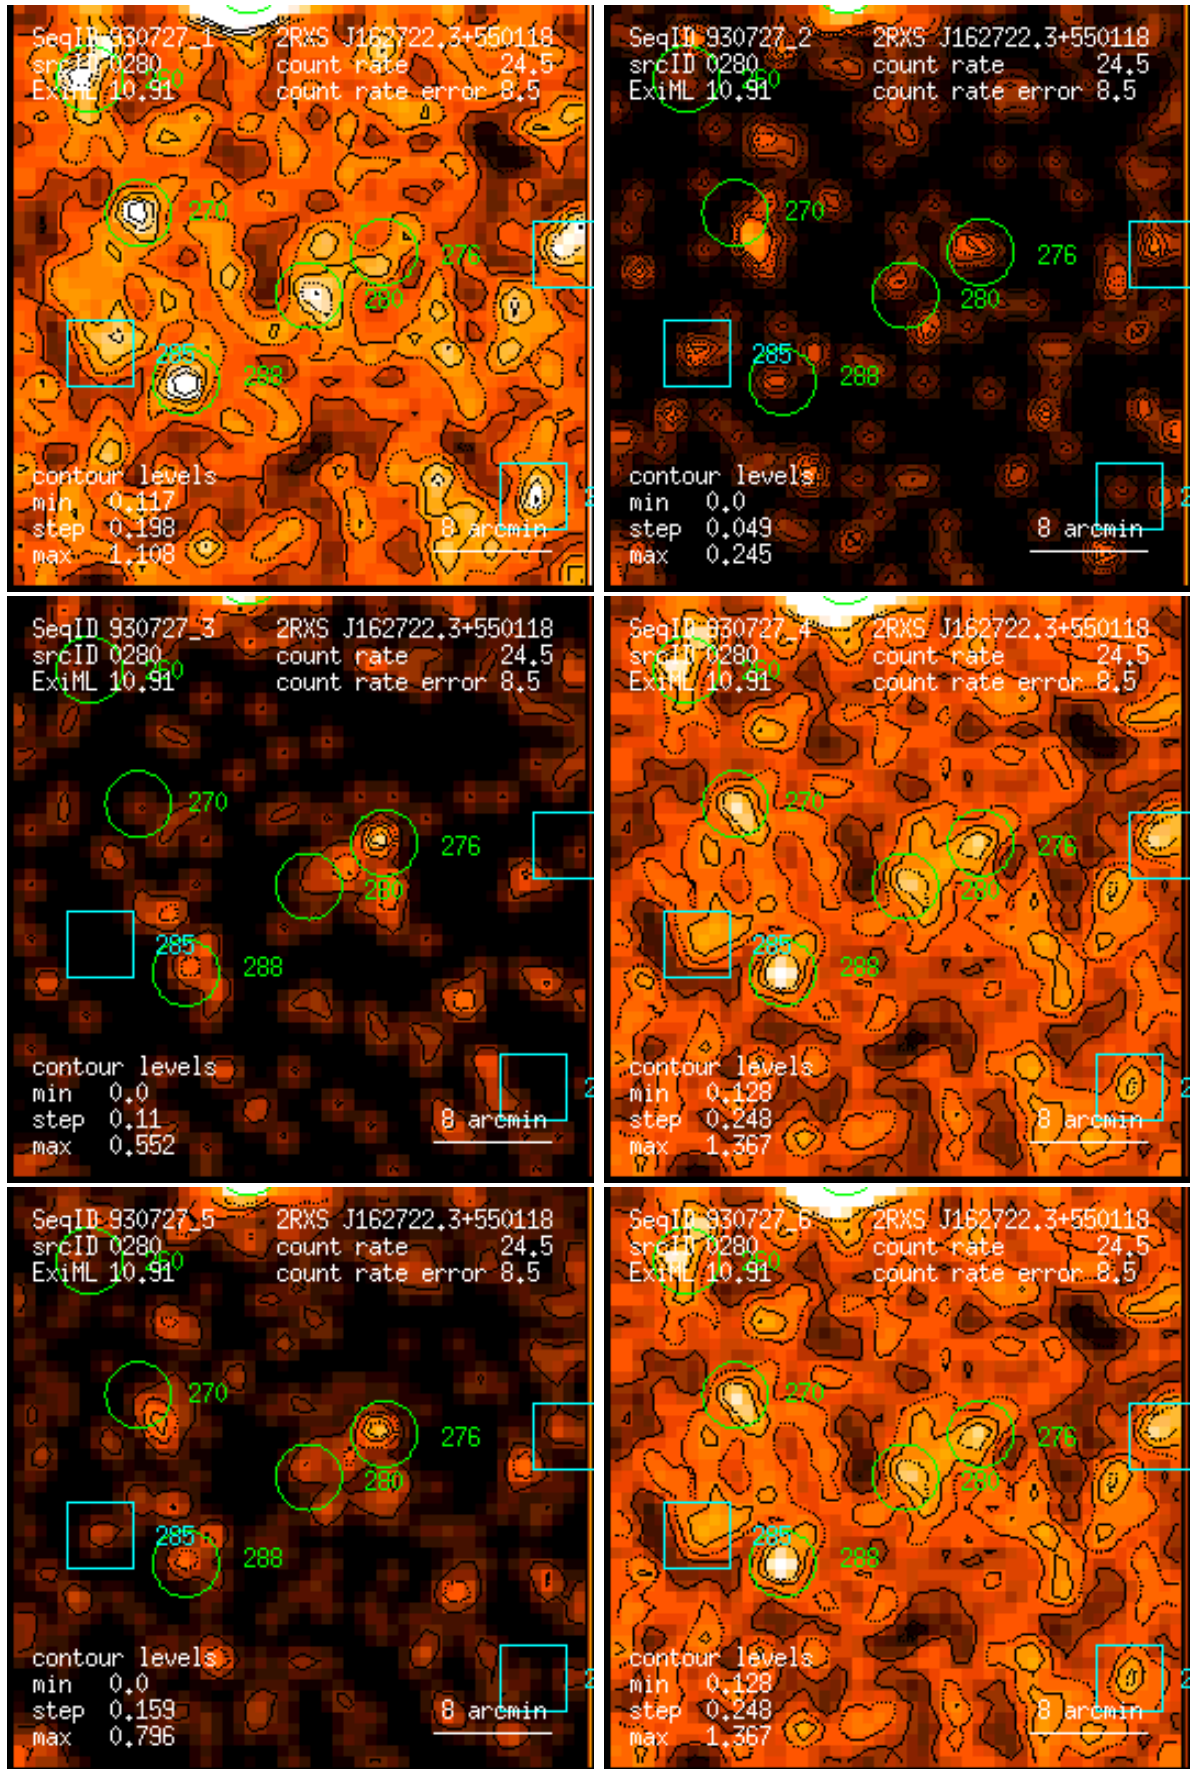 SeqID 930727_1 2RXS J162722.3+550118
srcID 0280 260 count rate 24.5
ExiML 10.91 count rate error 8.5
270
276
280
285
288
contour levels
min 0.117
step 0.198 8 arcmin
max 1.108
SeqID 930727_2 2RXS J162722.3+550118
srcID 0280 260 count rate 24.5
ExiML 10.91 count rate error 8.5
270
276
280
285
288
contour levels
min 0.0
step 0.049 8 arcmin
max 0.245
SeqID 930727_3 2RXS J162722.3+550118
srcID 0280 260 count rate 24.5
ExiML 10.91 count rate error 8.5
270
276
280
285
288
contour levels
min 0.0
step 0.11 8 arcmin
max 0.552
SeqID 930727_4 2RXS J162722.3+550118
srcID 0280 260 count rate 24.5
ExiML 10.91 count rate error 8.5
270
276
280
285
288
contour levels
min 0.128
step 0.248 8 arcmin
max 1.367
SeqID 930727_5 2RXS J162722.3+550118
srcID 0280 260 count rate 24.5
ExiML 10.91 count rate error 8.5
270
276
280
285
288
contour levels
min 0.0
step 0.159 8 arcmin
max 0.796
SeqID 930727_6 2RXS J162722.3+550118
srcID 0280 260 count rate 24.5
ExiML 10.91 count rate error 8.5
270
276
280
285
288
contour levels
min 0.128
step 0.248 8 arcmin
max 1.367